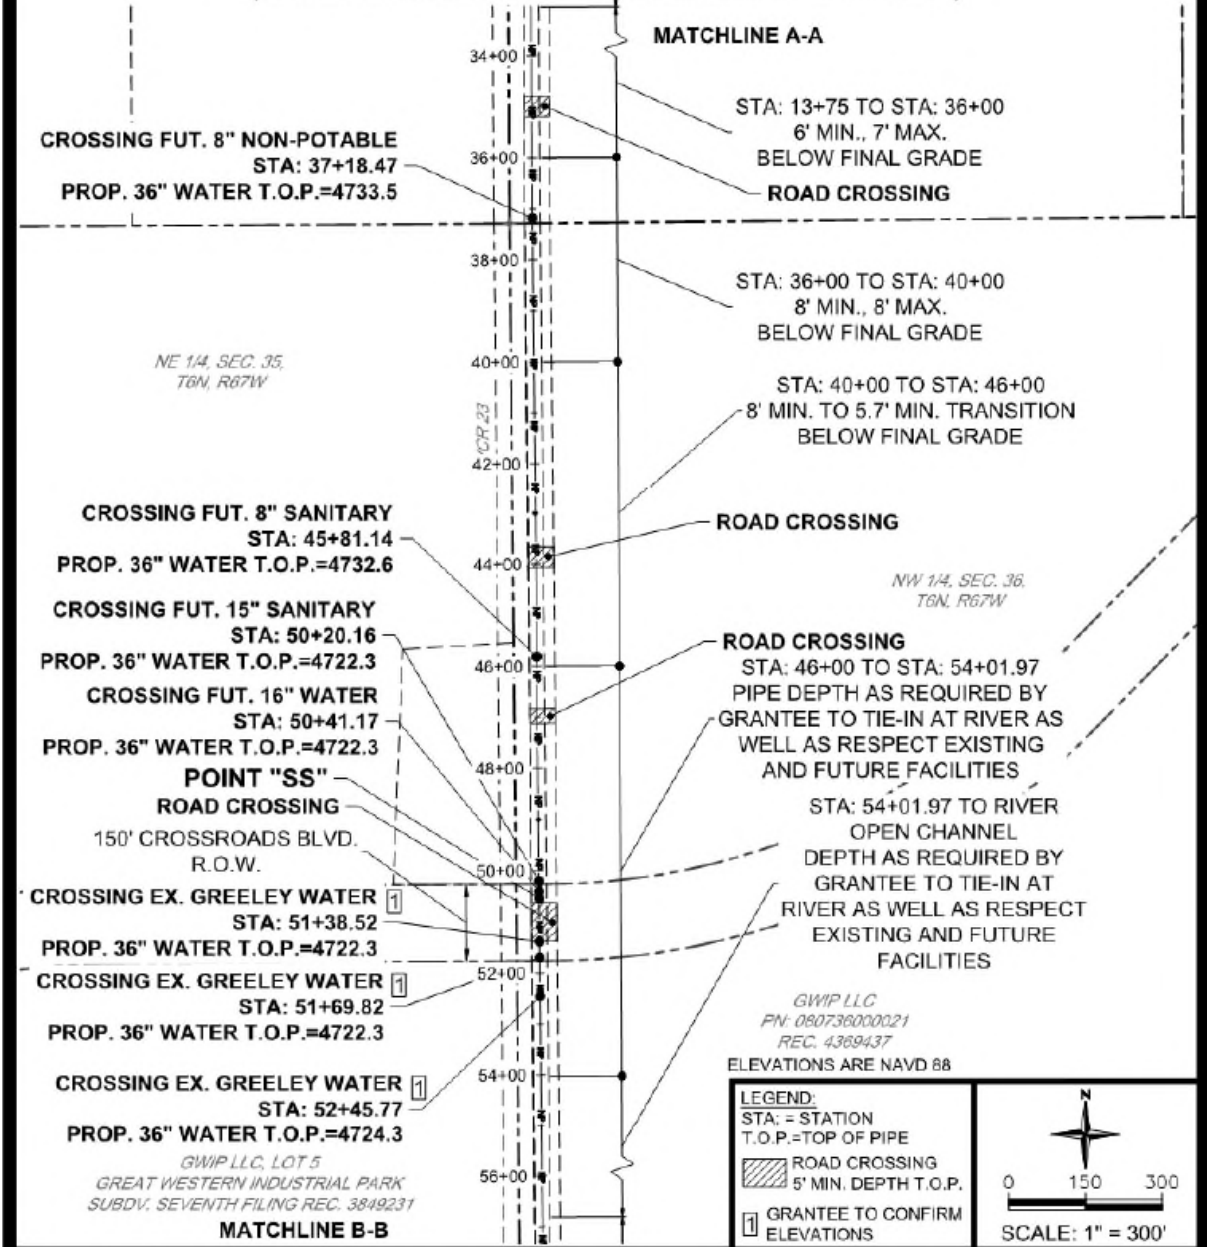 MATCHLINE A-A
34+00
STA: 13+75 TO STA: 36+00
6' MIN., 7' MAX.
BELOW FINAL GRADE
ROAD CROSSING
CROSSING FUT. 8" NON-POTABLE
STA: 37+18.47
PROP. 36" WATER T.O.P.=4733.5
36+00
38+00
STA: 36+00 TO STA: 40+00
8' MIN., 8' MAX.
BELOW FINAL GRADE
NE 1/4, SEC. 35,
T6N, R67W
40+00
STA: 40+00 TO STA: 46+00
8' MIN. TO 5.7' MIN. TRANSITION
BELOW FINAL GRADE
CR 23
42+00
CROSSING FUT. 8" SANITARY
STA: 45+81.14
PROP. 36" WATER T.O.P.=4732.6
ROAD CROSSING
44+00
NW 1/4, SEC. 36,
T6N, R67W
CROSSING FUT. 15" SANITARY
STA: 50+20.16
PROP. 36" WATER T.O.P.=4722.3
46+00
ROAD CROSSING
STA: 46+00 TO STA: 54+01.97
PIPE DEPTH AS REQUIRED BY
GRANTEE TO TIE-IN AT RIVER AS
WELL AS RESPECT EXISTING
AND FUTURE FACILITIES
CROSSING FUT. 16" WATER
STA: 50+41.17
PROP. 36" WATER T.O.P.=4722.3
48+00
POINT "SS"
ROAD CROSSING
150' CROSSROADS BLVD.
R.O.W.
50+00
STA: 54+01.97 TO RIVER
OPEN CHANNEL
DEPTH AS REQUIRED BY
GRANTEE TO TIE-IN AT
RIVER AS WELL AS RESPECT
EXISTING AND FUTURE
FACILITIES
CROSSING EX. GREELEY WATER 1
STA: 51+38.52
PROP. 36" WATER T.O.P.=4722.3
52+00
CROSSING EX. GREELEY WATER 1
STA: 51+69.82
PROP. 36" WATER T.O.P.=4722.3
GWIP LLC
PN: 080736000021
REC. 4369437
ELEVATIONS ARE NAVD 88
54+00
CROSSING EX. GREELEY WATER 1
STA: 52+45.77
PROP. 36" WATER T.O.P.=4724.3
GWIP LLC, LOT 5
GREAT WESTERN INDUSTRIAL PARK
SUBDV. SEVENTH FILING REC. 3849231
56+00
MATCHLINE B-B
LEGEND:
STA: = STATION
T.O.P.=TOP OF PIPE
ROAD CROSSING
5' MIN. DEPTH T.O.P.
1 GRANTEE TO CONFIRM
ELEVATIONS
N
0 150 300
SCALE: 1" = 300'